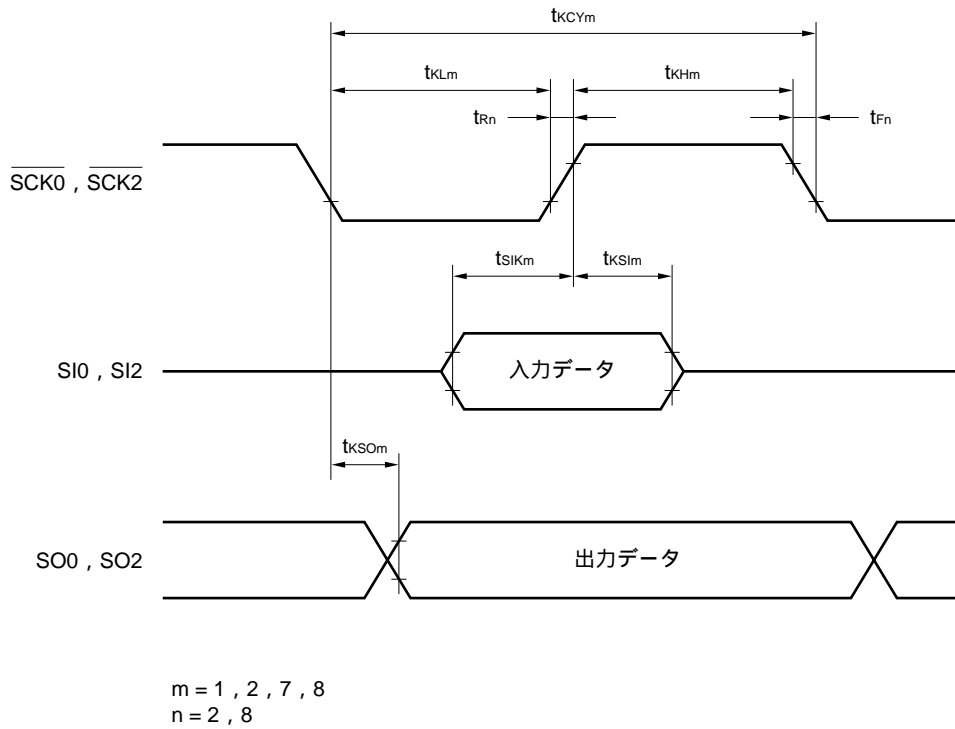 tKCYm
tKLm
tKHm
tRn
tFn
SCK0 , SCK2
tSIKm
tKSIm
SI0 , SI2
入力データ
tKSOm
SO0 , SO2
出力データ
m = 1 , 2 , 7 , 8
n = 2 , 8